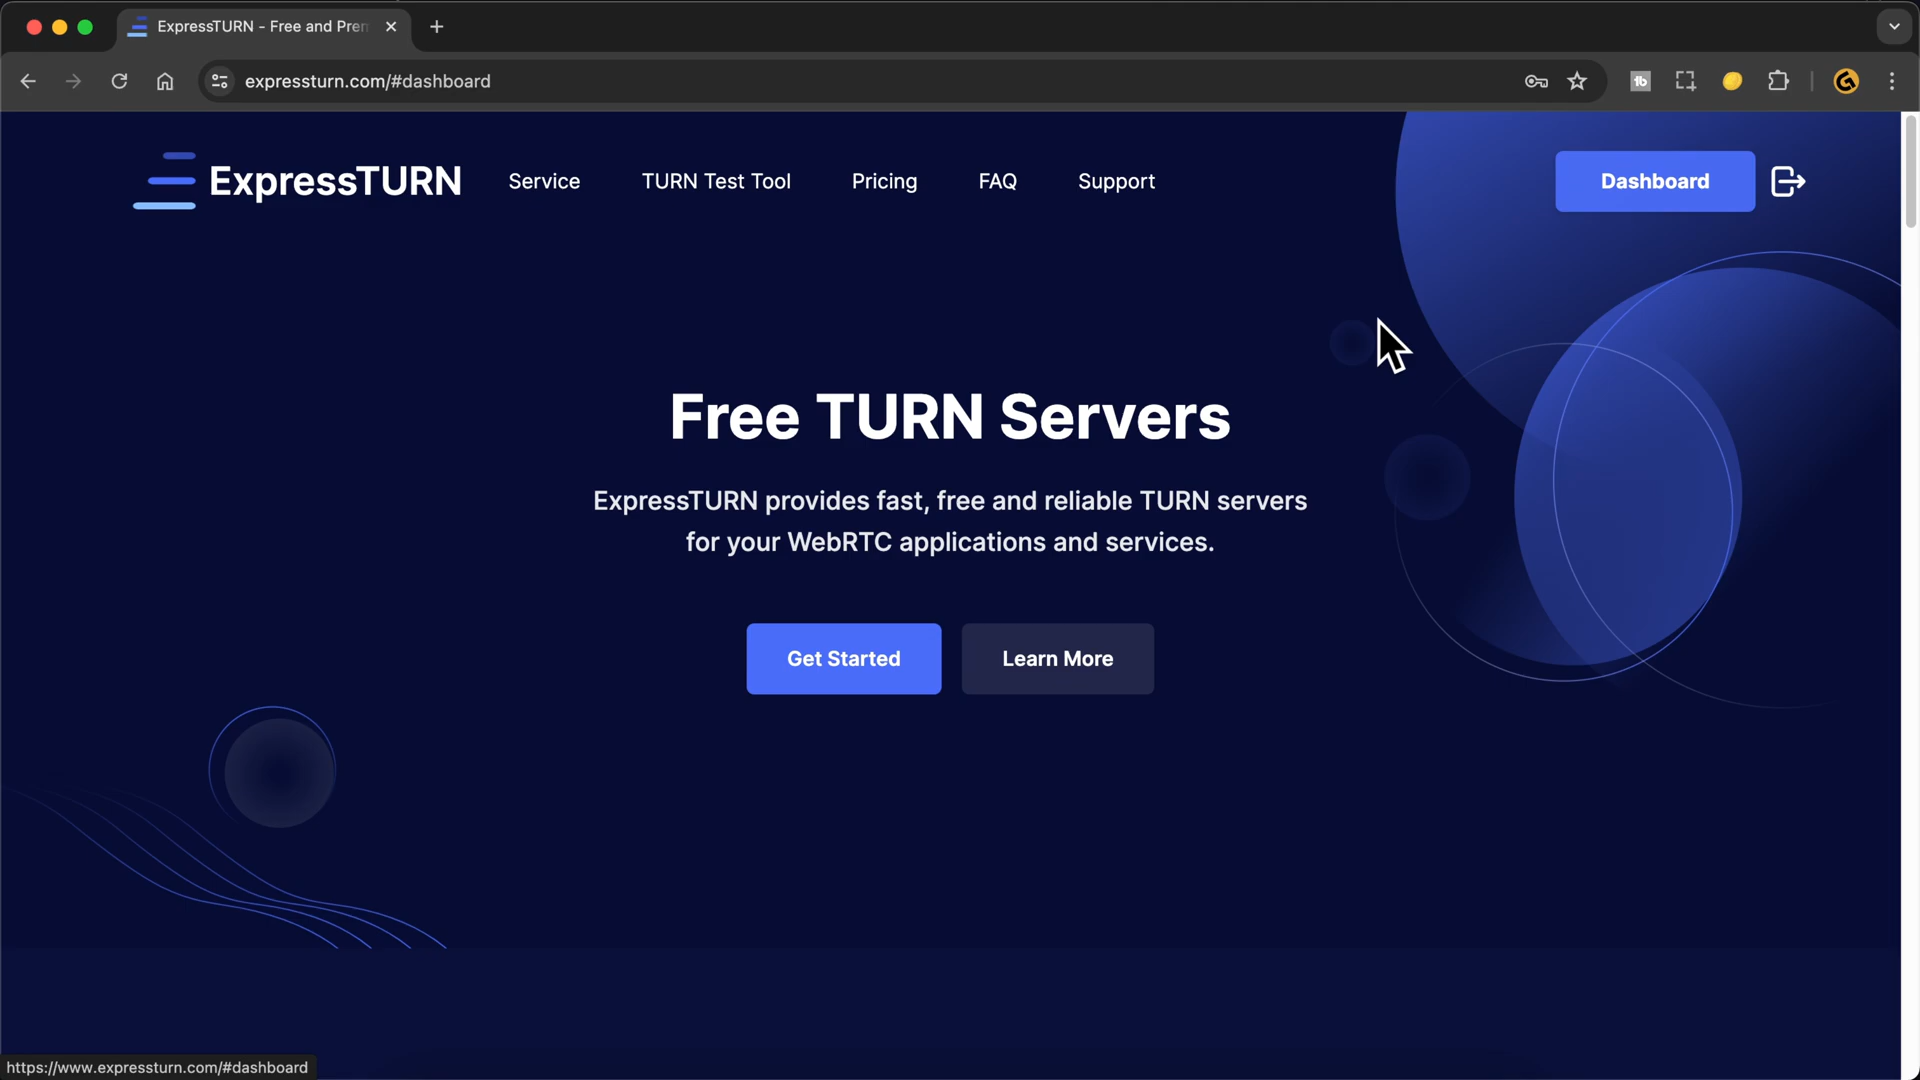 ExpressTURN - Free and Prem
expressturn.com/#dashboard
tb
ExpressTURN
Service
TURN Test Tool
Pricing
FAQ
Support
Dashboard
Free TURN Servers
ExpressTURN provides fast, free and reliable TURN servers
for your WebRTC applications and services.
Get Started
Learn More
https://www.expressturn.com/#dashboard